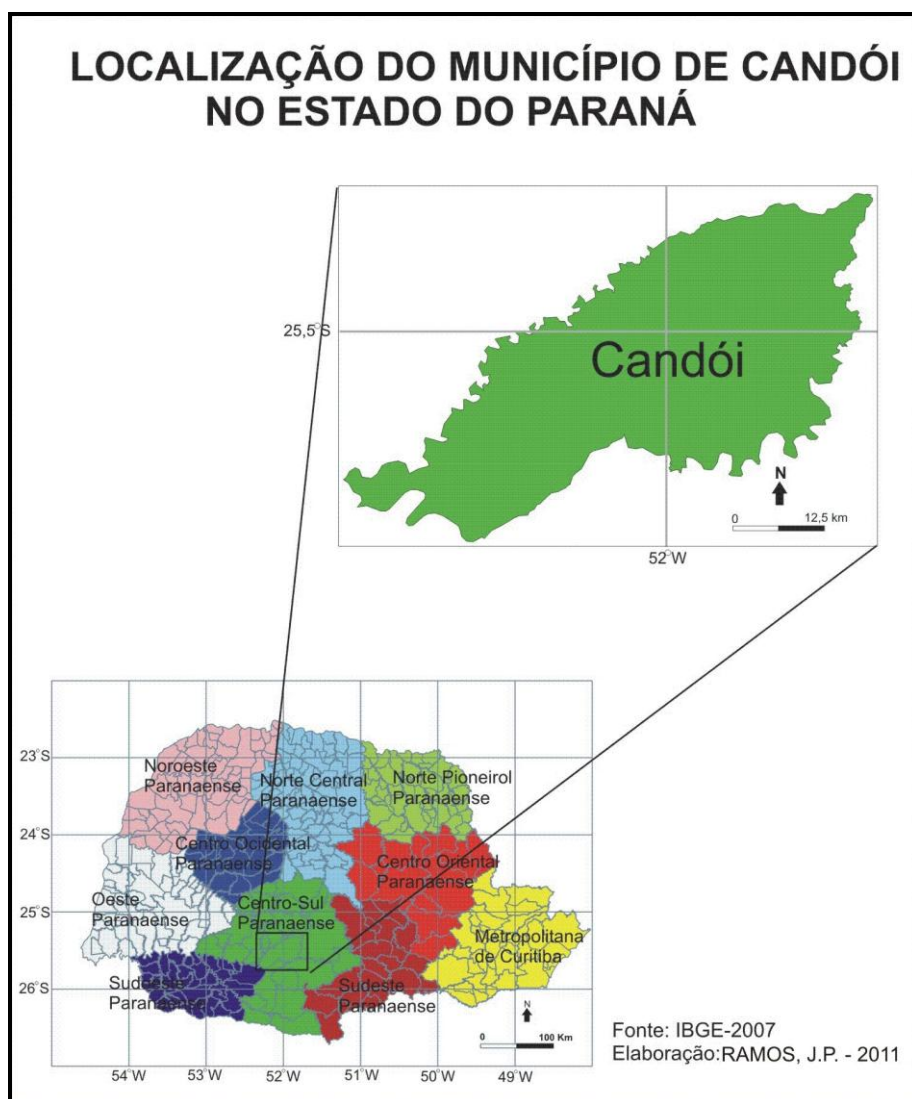 LOCALIZAÇÃO DO MUNICÍPIO DE CANDÓI
NO ESTADO DO PARANÁ
25,5°S
Candói
N
0 12,5 km
52°W
23°S
Noroeste
Paranaense
Norte Central
Paranaense
Norte Pioneirol
Paranaense
24°S
Centro Ocidental
Paranaense
Centro Oriental
Paranaense
25°S
Oeste
Paranaense
Centro-Sul
Paranaense
Metropolitana
de Curitiba
26°S
Sudoeste
Paranaense
Sudeste
Paranaense
N
0 100 Km
54°W 53°W 52°W 51°W 50°W 49°W
Fonte: IBGE-2007
Elaboração:RAMOS, J.P. - 2011